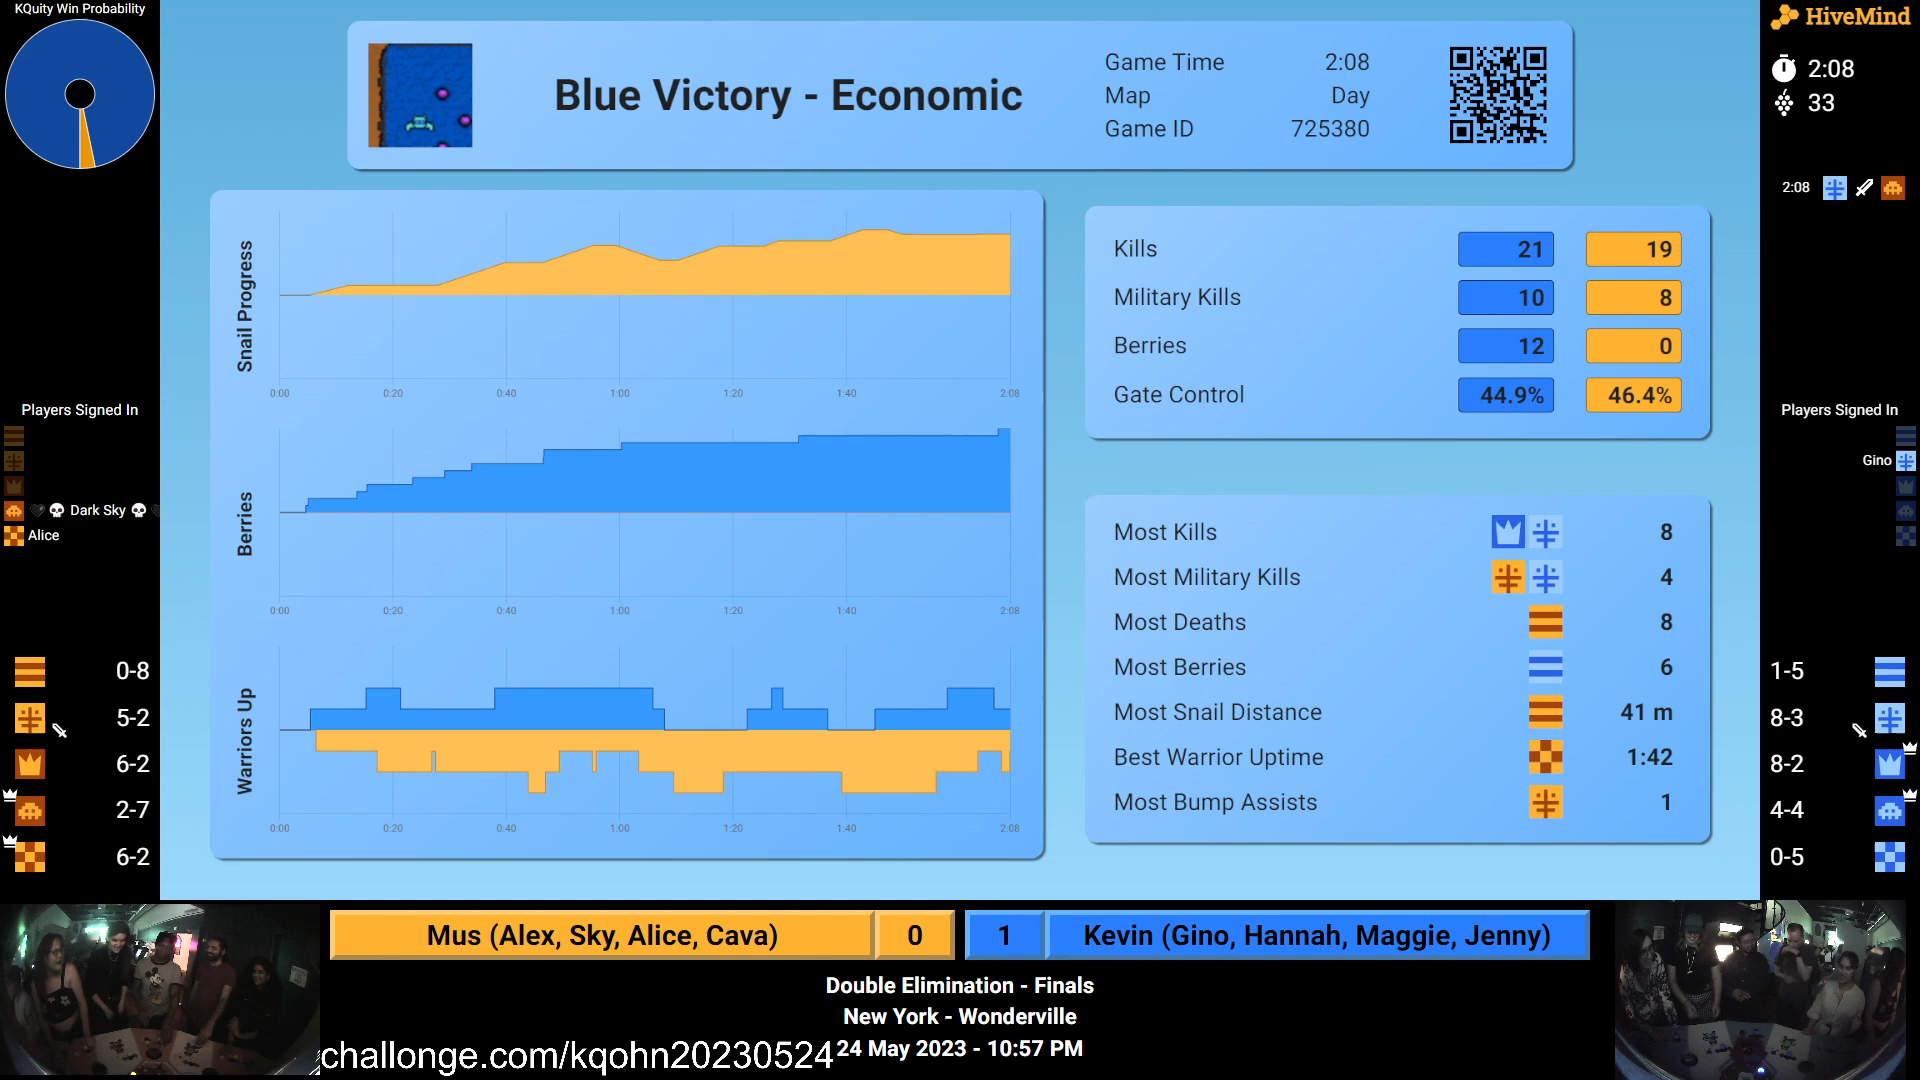 KQuity Win Probability
HiveMind
2:08
33
Blue Victory - Economic
Game Time 2:08
Map Day
Game ID 725380
2:08
Snail Progress
0:00 0:20 0:40 1:00 1:20 1:40 2:08
Berries
0:00 0:20 0:40 1:00 1:20 1:40 2:08
Warriors Up
0:00 0:20 0:40 1:00 1:20 1:40 2:08
Kills 21 19
Military Kills 10 8
Berries 12 0
Gate Control 44.9% 46.4%
Most Kills 8
Most Military Kills 4
Most Deaths 8
Most Berries 6
Most Snail Distance 41 m
Best Warrior Uptime 1:42
Most Bump Assists 1
Players Signed In
🖤💀 Dark Sky 💀
Alice
0-8
5-2
6-2
2-7
6-2
Players Signed In
Gino
1-5
8-3
8-2
4-4
0-5
Mus (Alex, Sky, Alice, Cava) 0
1 Kevin (Gino, Hannah, Maggie, Jenny)
Double Elimination - Finals
New York - Wonderville
24 May 2023 - 10:57 PM
challonge.com/kqohn20230524